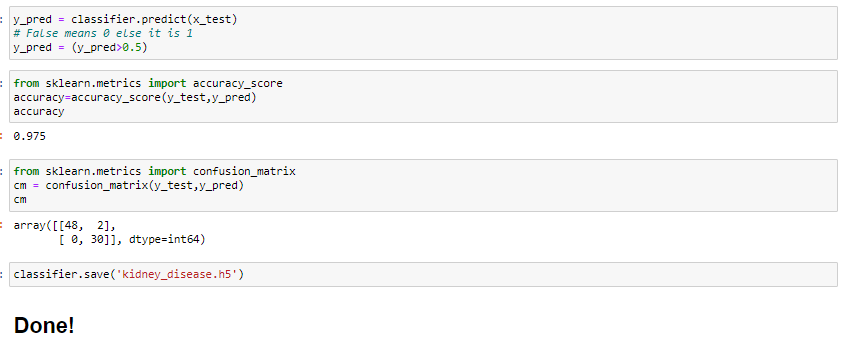 y_pred = classifier.predict(x_test)
# False means 0 else it is 1
y_pred = (y_pred>0.5)
from sklearn.metrics import accuracy_score
accuracy=accuracy_score(y_test,y_pred)
accuracy
0.975
from sklearn.metrics import confusion_matrix
cm = confusion_matrix(y_test,y_pred)
cm
array([[48,  2],
       [ 0, 30]], dtype=int64)
classifier.save('kidney_disease.h5')
Done!